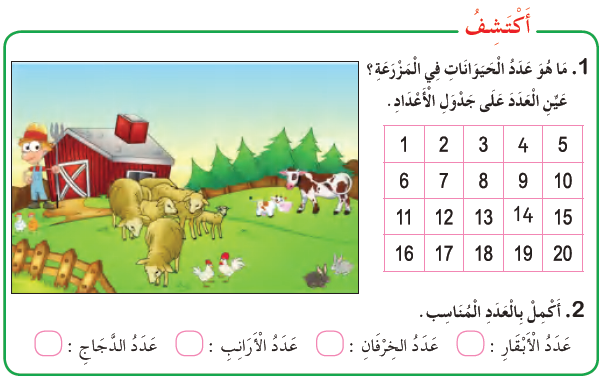 أَكْتَشِفُ
1. مَا هُوَ عَدَدُ الْحَيَوَانَاتِ فِي الْمَزْرَعَةِ؟
عَيِّنِ الْعَدَدَ عَلَى جَدْوَلِ الْأَعْدَادِ.
1 2 3 4 5
6 7 8 9 10
11 12 13 14 15
16 17 18 19 20
2. أَكْمِلْ بِالْعَدَدِ الْمُنَاسِبِ.
عَدَدُ الْأَبْقَارِ : عَدَدُ الخِرْفَانِ : عَدَدُ الْأَرَانِبِ : عَدَدُ الدَّجَاجِ :